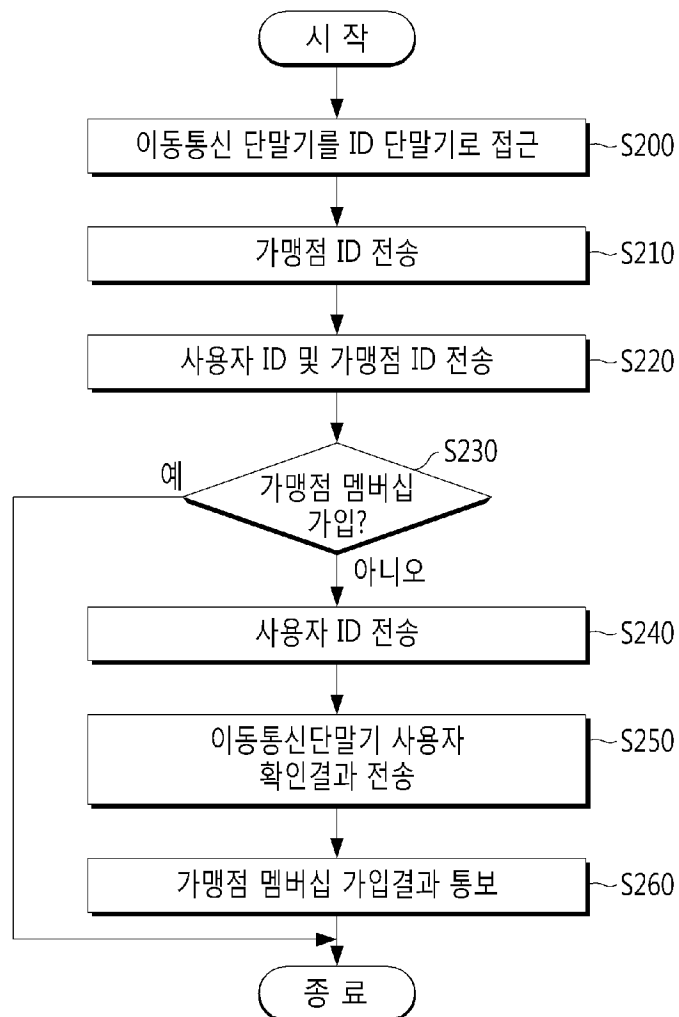 시 작
이동통신 단말기를 ID 단말기로 접근
S200
가맹점 ID 전송
S210
사용자 ID 및 가맹점 ID 전송
S220
S230
예
가맹점 멤버십
가입?
아니오
사용자 ID 전송
S240
이동통신단말기 사용자
확인결과 전송
S250
가맹점 멤버십 가입결과 통보
S260
종 료